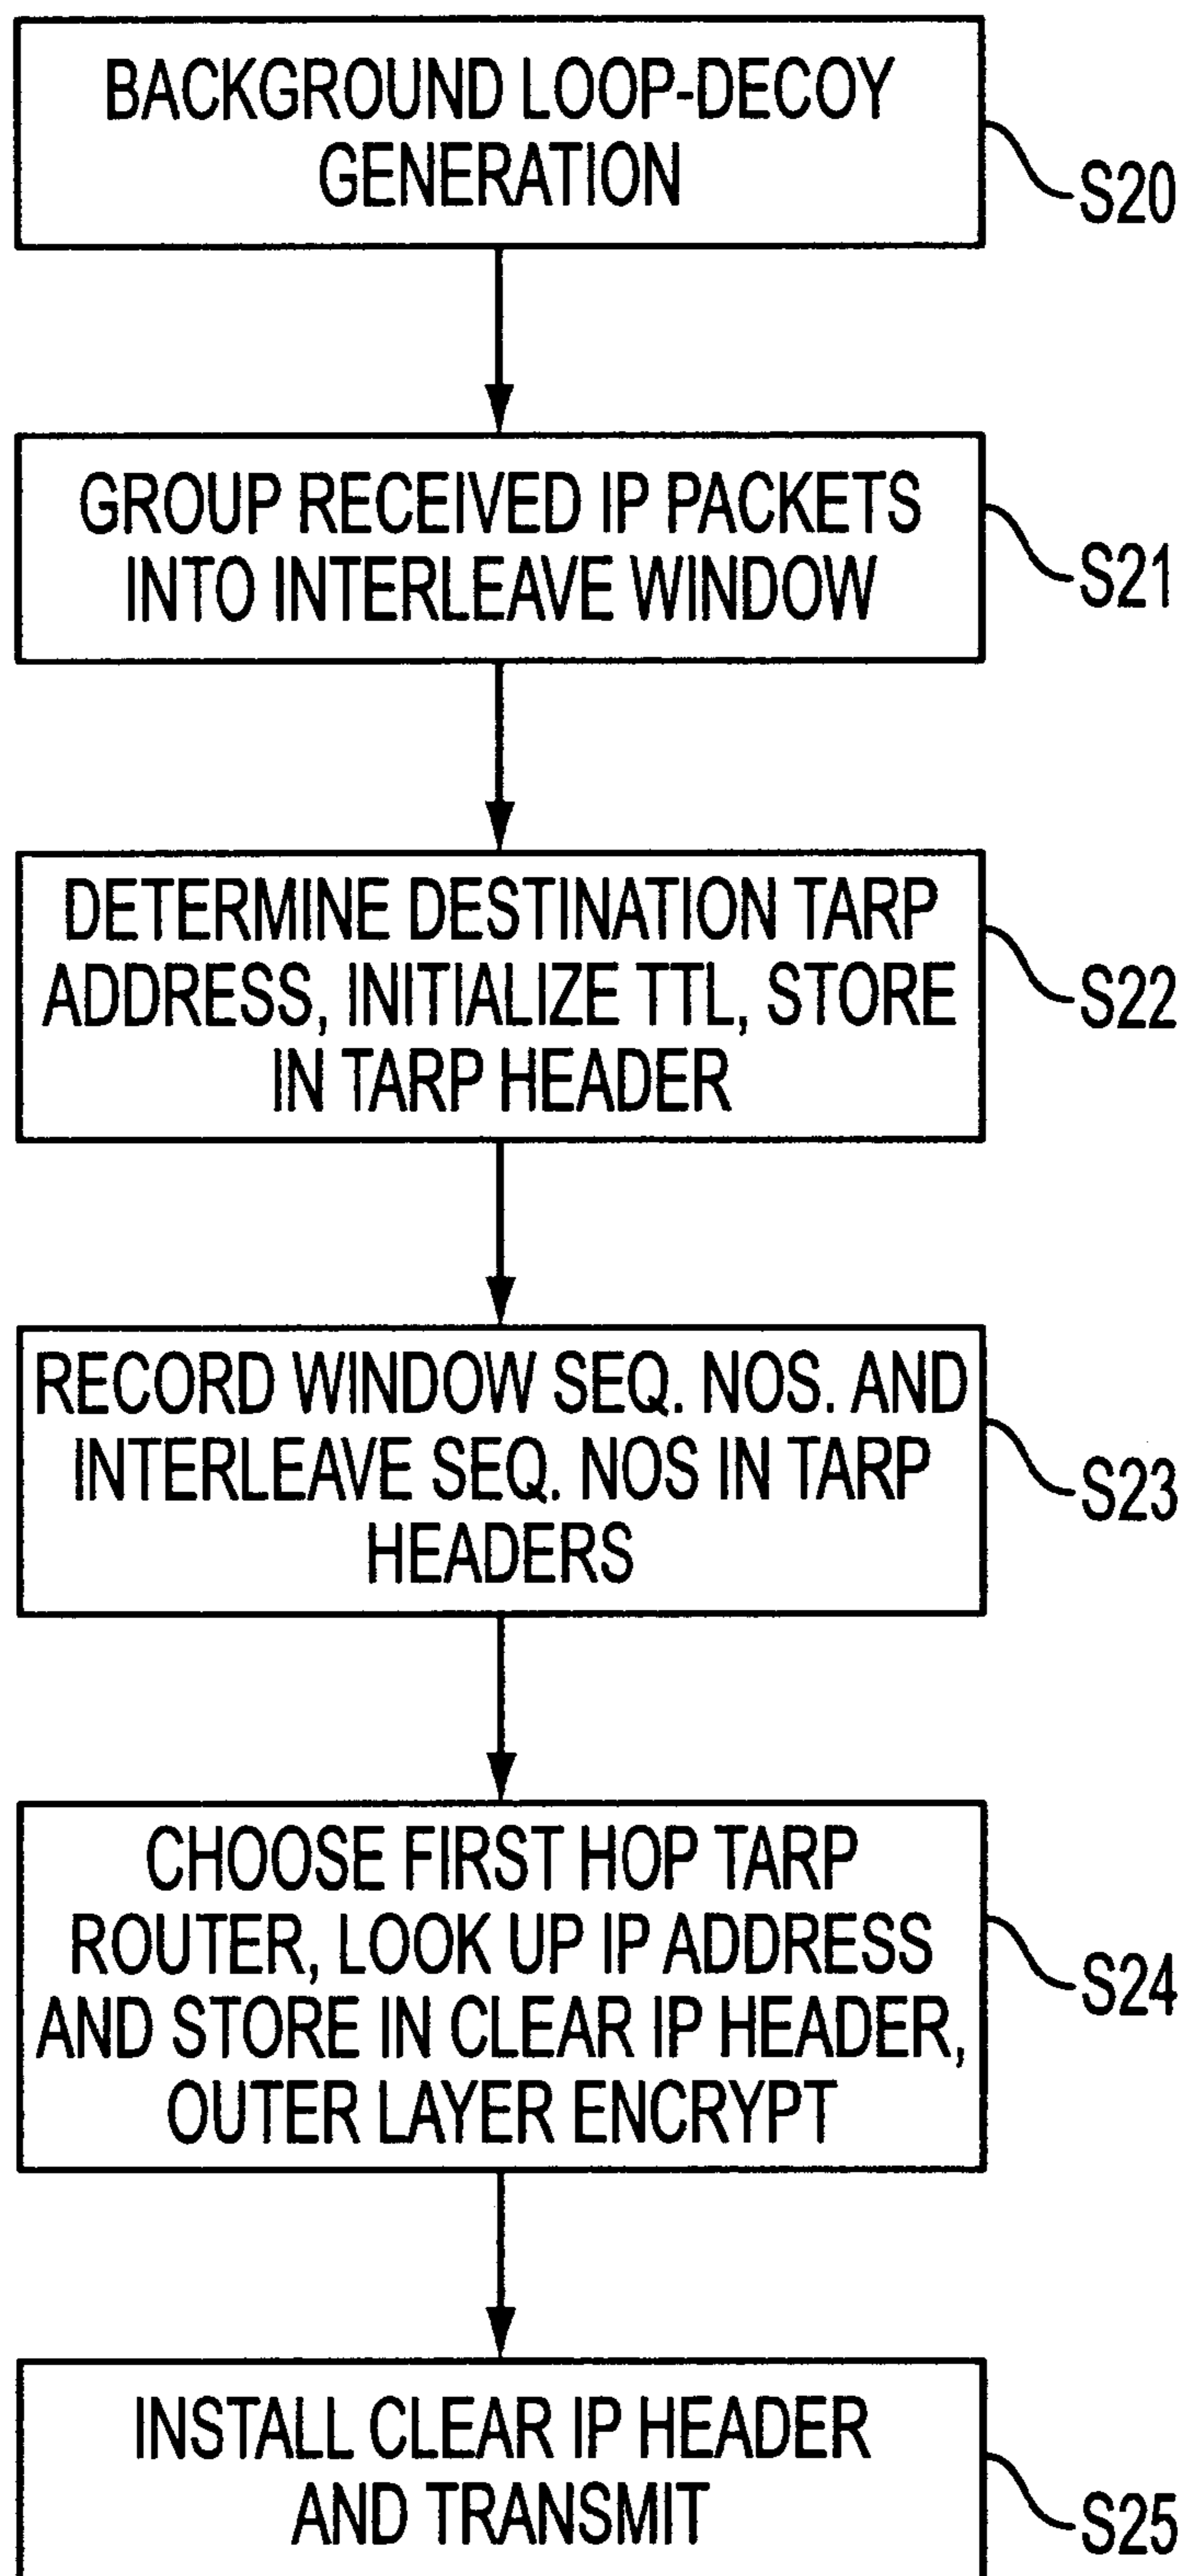 BACKGROUND LOOP-DECOY
GENERATION
S20
GROUP RECEIVED IP PACKETS
INTO INTERLEAVE WINDOW
S21
DETERMINE DESTINATION TARP
ADDRESS, INITIALIZE TTL, STORE
IN TARP HEADER
S22
RECORD WINDOW SEQ. NOS. AND
INTERLEAVE SEQ. NOS IN TARP
HEADERS
S23
CHOOSE FIRST HOP TARP
ROUTER, LOOK UP IP ADDRESS
AND STORE IN CLEAR IP HEADER,
OUTER LAYER ENCRYPT
S24
INSTALL CLEAR IP HEADER
AND TRANSMIT
S25